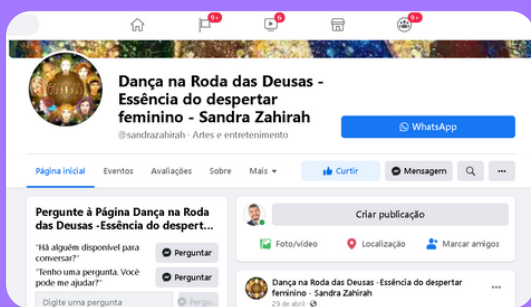 9+
6
9+
Dança na Roda das Deusas -
Essência do despertar
feminino - Sandra Zahirah
@sandrazahirah · Artes e entretenimento
WhatsApp
Página inicial
Eventos
Avaliações
Sobre
Mais
Curtir
Mensagem
Pergunte à Página Dança na Roda
das Deusas -Essência do despert...
"Há alguém disponível para
conversar?"
Perguntar
"Tenho uma pergunta. Você
pode me ajudar?"
Perguntar
Digite uma pergunta
Pergu...
Criar publicação
Foto/vídeo
Localização
Marcar amigos
Dança na Roda das Deusas -Essência do despertar
feminino - Sandra Zahirah
29 de abril ·